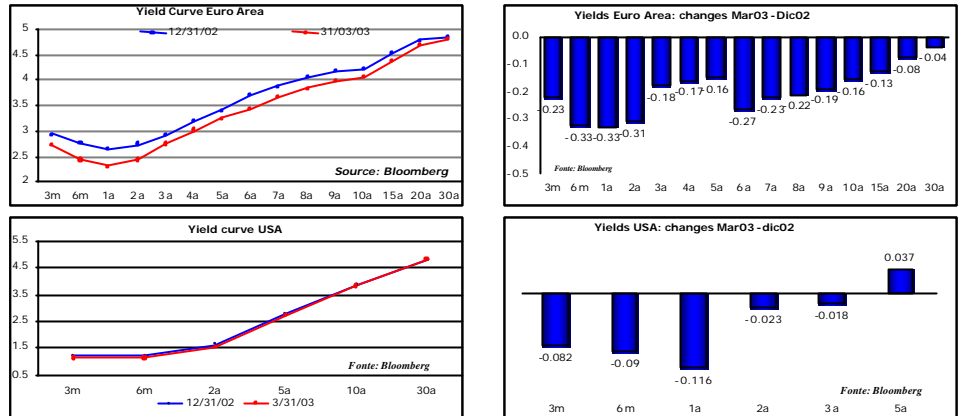 Yield Curve Euro Area
12/31/02 31/03/03
5
4.5
4
3.5
3
2.5
2
Source: Bloomberg
3m 6m 1a 2a 3a 4a 5a 6a 7a 8a 9a 10a 15a 20a 30a
Yields Euro Area: changes Mar03 -Dic02
0.0
-0.1
-0.2
-0.3
-0.4
-0.5
-0.23 -0.33 -0.33 -0.31 -0.18 -0.17 -0.16 -0.27 -0.23 -0.22 -0.19 -0.16 -0.13 -0.08 -0.04
Fonte: Bloomberg
3m 6m 1a 2a 3a 4a 5a 6a 7a 8a 9a 10a 15a 20a 30a
Yield curve USA
5.5
4.5
3.5
2.5
1.5
0.5
Fonte: Bloomberg
3m 6m 2a 5a 10a 30a
12/31/02 3/31/03
Yields USA: changes Mar03 -dic02
0.037
-0.082 -0.09 -0.116 -0.023 -0.018
Fonte: Bloomberg
3m 6m 1a 2a 3a 5a